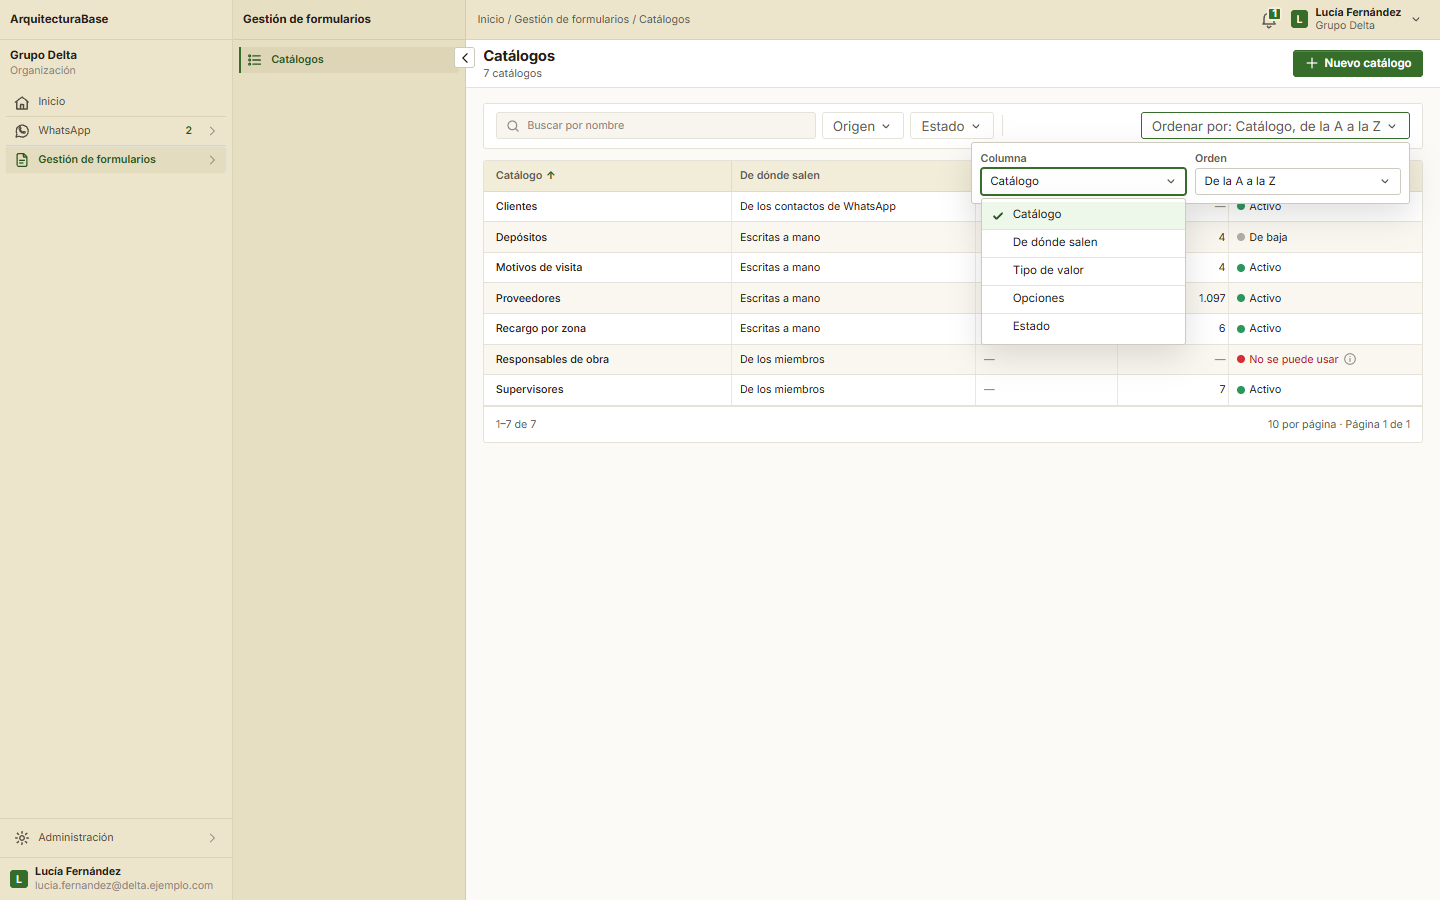 ArquitecturaBase
Grupo Delta
Organización
Inicio
WhatsApp 2
Gestión de formularios
Administración
L Lucía Fernández
lucia.fernandez@delta.ejemplo.com
Gestión de formularios
Catálogos
Inicio / Gestión de formularios / Catálogos
1
L Lucía Fernández
Grupo Delta
Catálogos
7 catálogos
Nuevo catálogo
Buscar por nombre Origen Estado Ordenar por: Catálogo, de la A a la Z
Columna Orden
Catálogo De la A a la Z
Catálogo
De dónde salen
Tipo de valor
Opciones
Estado
Catálogo De dónde salen
Clientes De los contactos de WhatsApp — Activo
Depósitos Escritas a mano 4 De baja
Motivos de visita Escritas a mano 4 Activo
Proveedores Escritas a mano 1.097 Activo
Recargo por zona Escritas a mano 6 Activo
Responsables de obra De los miembros — — No se puede usar
Supervisores De los miembros — 7 Activo
1–7 de 7 10 por página · Página 1 de 1